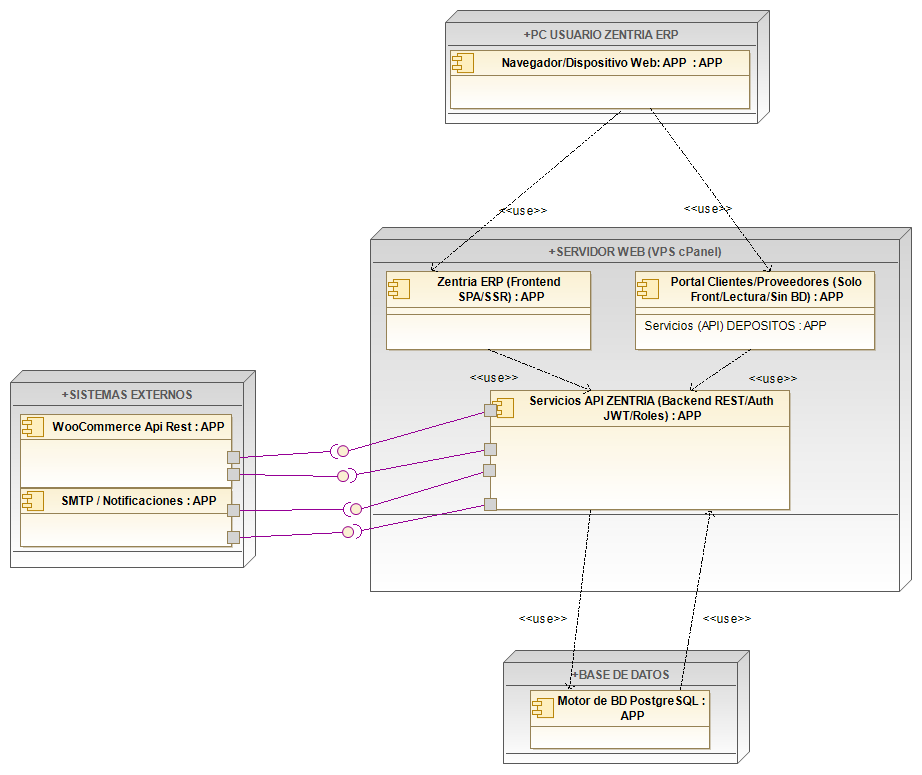 +PC USUARIO ZENTRIA ERP
Navegador/Dispositivo Web: APP : APP
<<use>>
<<use>>
+SERVIDOR WEB (VPS cPanel)
Zentria ERP (Frontend
SPA/SSR) : APP
Portal Clientes/Proveedores (Solo
Front/Lectura/Sin BD) : APP
Servicios (API) DEPOSITOS : APP
<<use>>
<<use>>
+SISTEMAS EXTERNOS
WooCommerce Api Rest : APP
SMTP / Notificaciones : APP
Servicios API ZENTRIA (Backend REST/Auth
JWT/Roles) : APP
<<use>>
<<use>>
+BASE DE DATOS
Motor de BD PostgreSQL :
APP